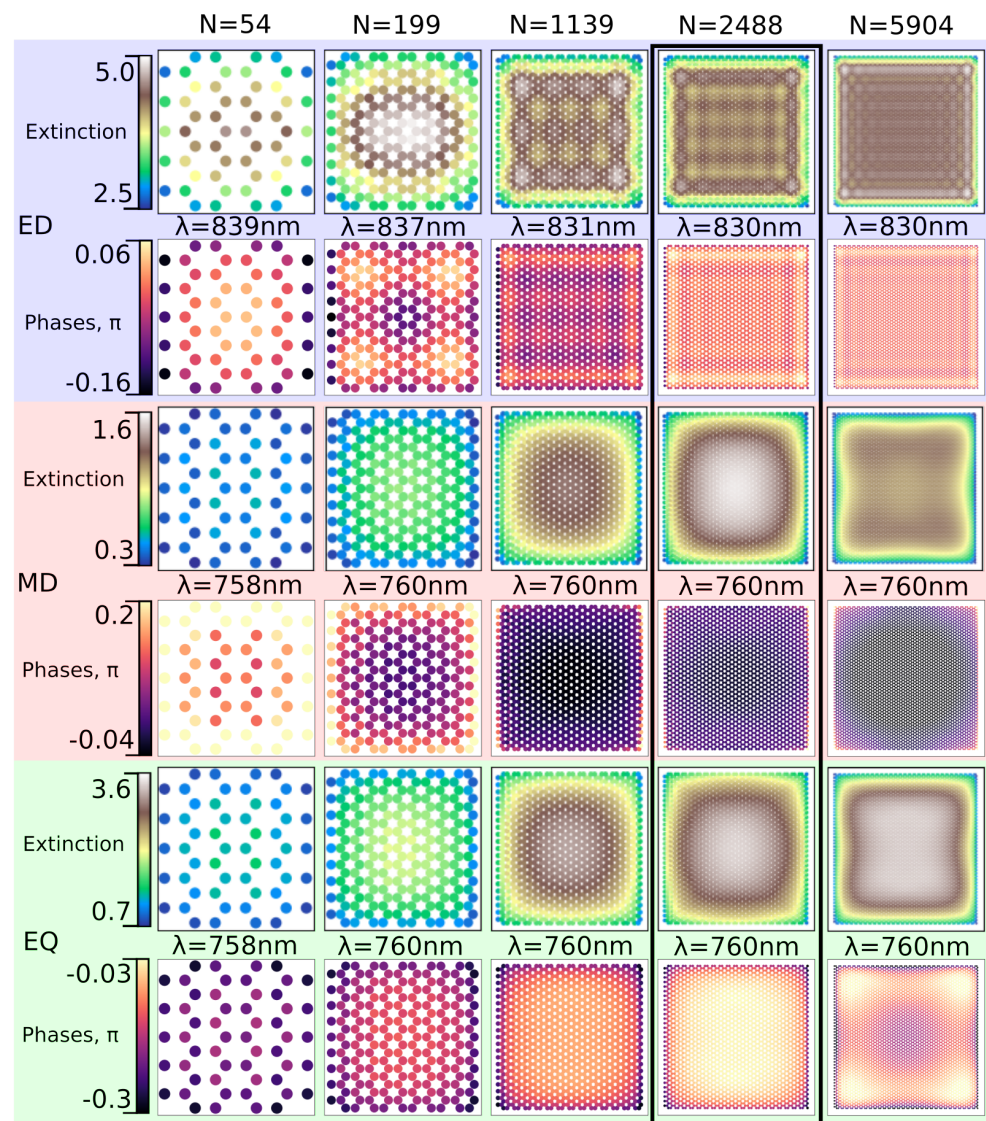 N=54 N=199 N=1139 N=2488 N=5904
5.0
Extinction
2.5
ED λ=839nm λ=837nm λ=831nm λ=830nm λ=830nm
0.06
Phases, π
-0.16
1.6
Extinction
0.3
MD λ=758nm λ=760nm λ=760nm λ=760nm λ=760nm
0.2
Phases, π
-0.04
3.6
Extinction
0.7
EQ λ=758nm λ=760nm λ=760nm λ=760nm λ=760nm
-0.03
Phases, π
-0.3